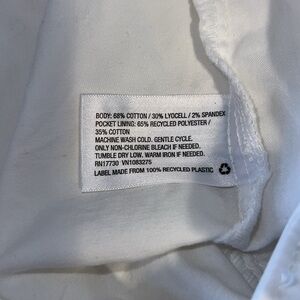 BODY: 68% COTTON / 30% LYOCELL / 2% SPANDEX
POCKET LINING: 65% RECYCLED POLYESTER /
35% COTTON
MACHINE WASH COLD. GENTLE CYCLE.
ONLY NON-CHLORINE BLEACH IF NEEDED.
TUMBLE DRY LOW. WARM IRON IF NEEDED.
RN17730 VN1083275
LABEL MADE FROM 100% RECYCLED PLASTIC